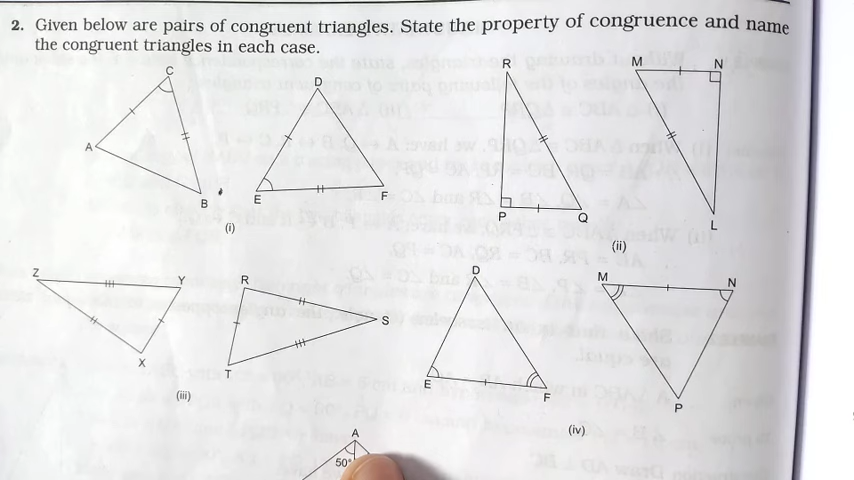 2. Given below are pairs of congruent triangles. State the property of congruence and name
the congruent triangles in each case.
C
A
B
D
E
F
(i)
R
P
Q
M
N
L
(ii)
Z
Y
X
R
S
T
(iii)
D
E
F
M
N
P
(iv)
A
50°